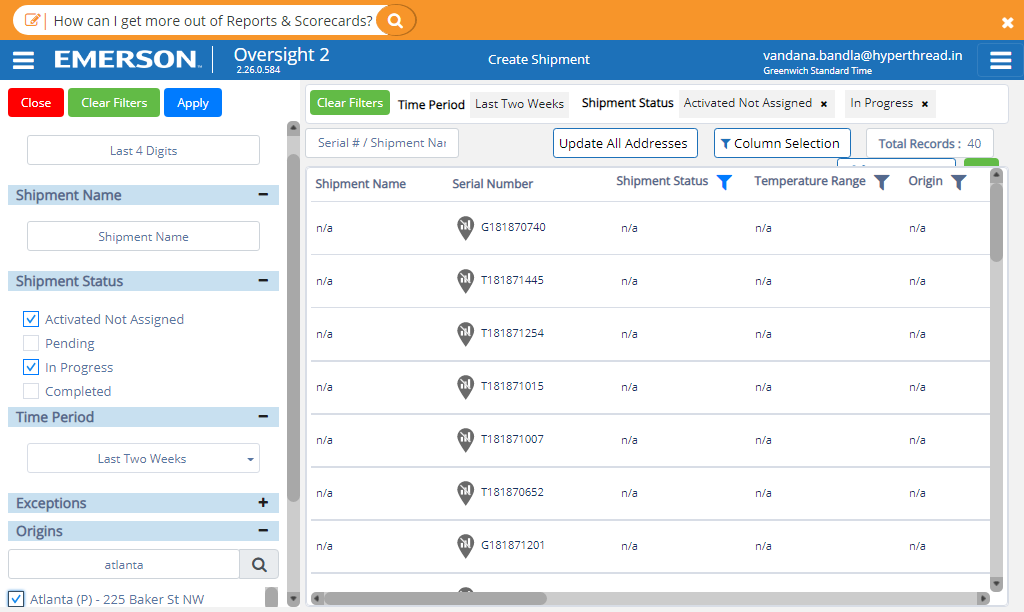 How can I get more out of Reports & Scorecards?
EMERSON
Oversight 2
2.26.0.584
Create Shipment
vandana.bandla@hyperthread.in
Greenwich Standard Time
Close
Clear Filters
Apply
Last 4 Digits
Shipment Name
Shipment Name
Shipment Status
Activated Not Assigned
Pending
In Progress
Completed
Time Period
Last Two Weeks
Exceptions
Origins
atlanta
Atlanta (P) - 225 Baker St NW
Clear Filters Time Period Last Two Weeks Shipment Status Activated Not Assigned × In Progress ×
Serial # / Shipment Nar Update All Addresses Column Selection Total Records : 40
Shipment Name Serial Number Shipment Status Temperature Range Origin
n/a G181870740 n/a n/a n/a
n/a T181871445 n/a n/a n/a
n/a T181871254 n/a n/a n/a
n/a T181871015 n/a n/a n/a
n/a T181871007 n/a n/a n/a
n/a T181870652 n/a n/a n/a
n/a G181871201 n/a n/a n/a